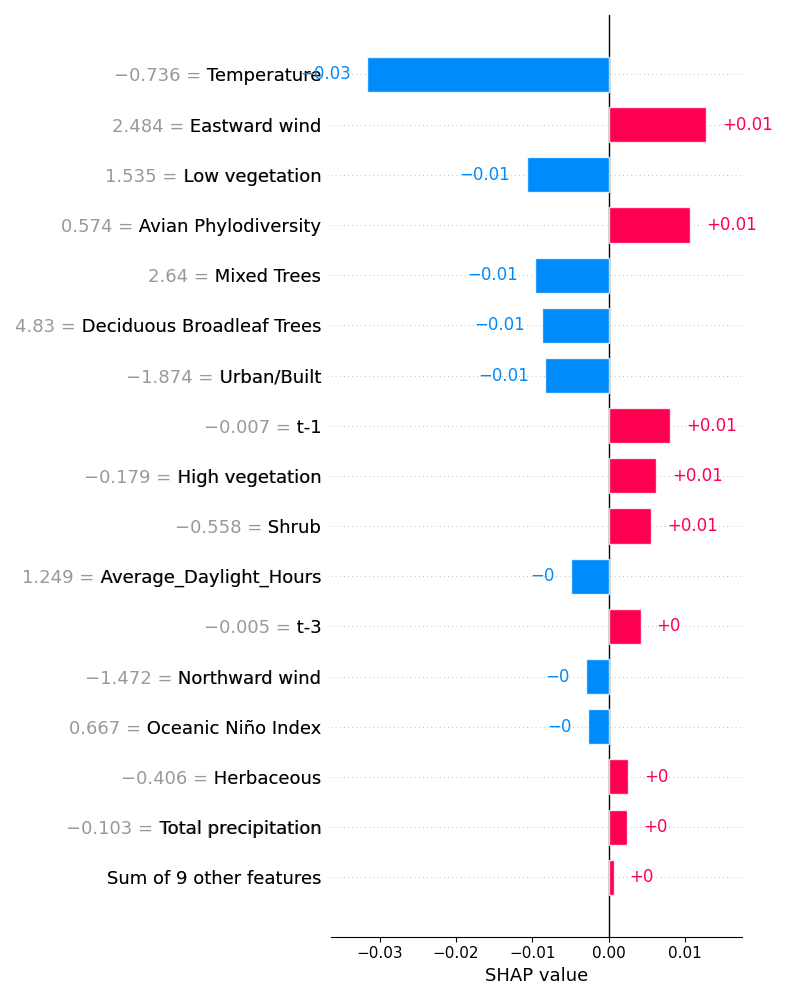 −0.736 = Temperature −0.03
2.484 = Eastward wind +0.01
1.535 = Low vegetation −0.01
0.574 = Avian Phylodiversity +0.01
2.64 = Mixed Trees −0.01
4.83 = Deciduous Broadleaf Trees −0.01
−1.874 = Urban/Built −0.01
−0.007 = t-1 +0.01
−0.179 = High vegetation +0.01
−0.558 = Shrub +0.01
1.249 = Average_Daylight_Hours −0
−0.005 = t-3 +0
−1.472 = Northward wind −0
0.667 = Oceanic Niño Index −0
−0.406 = Herbaceous +0
−0.103 = Total precipitation +0
Sum of 9 other features +0
−0.03 −0.02 −0.01 0.00 0.01
SHAP value